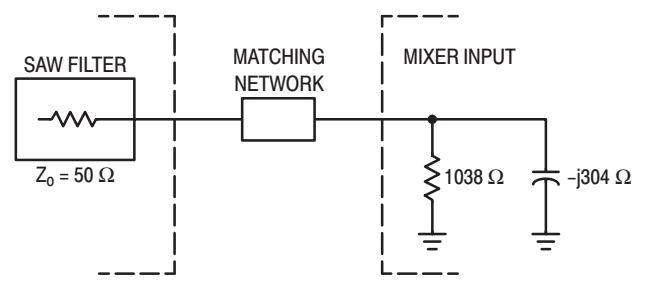 SAW FILTER
Z₀ = 50 Ω
MATCHING
NETWORK
MIXER INPUT
1038 Ω
–j304 Ω